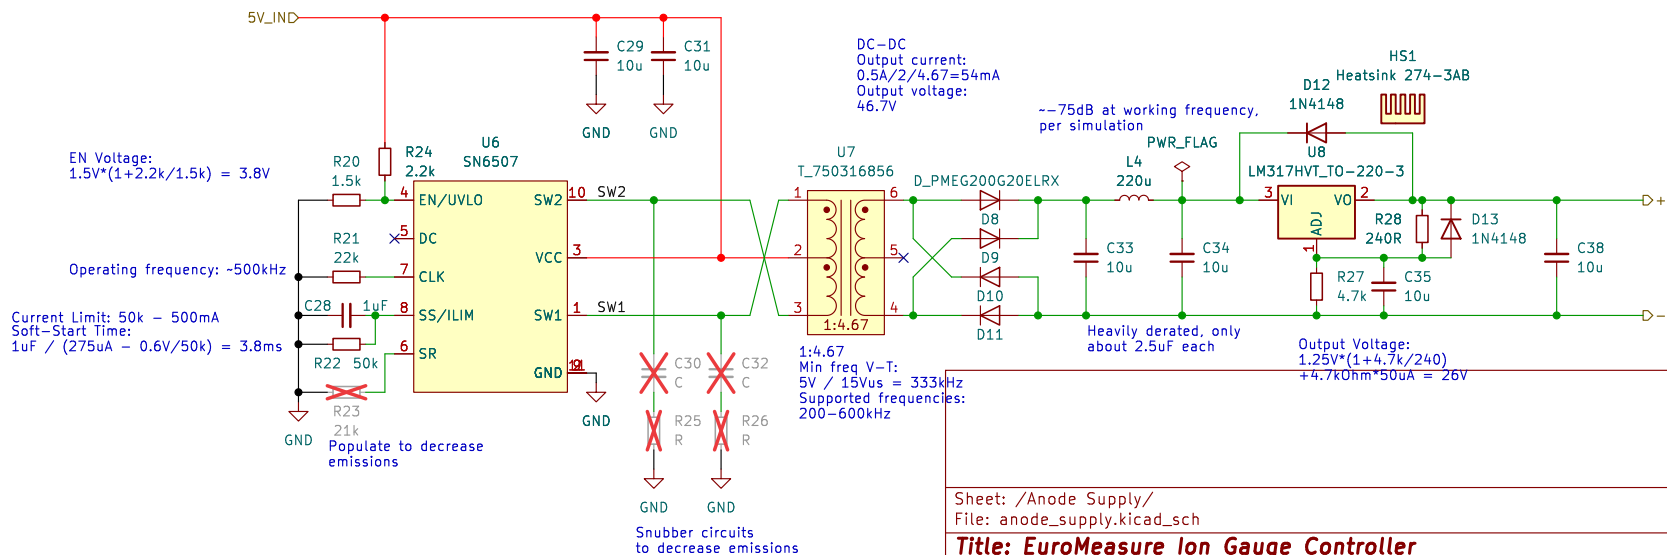 5V_IN
C29
10u
C31
10u
GND
GND
DC-DC
Output current:
0.5A/2/4.67=54mA
Output voltage:
46.7V
HS1
Heatsink 274-3AB
D12
1N4148
~-75dB at working frequency,
per simulation
PWR_FLAG
EN Voltage:
1.5V*(1+2.2k/1.5k) = 3.8V
R20
1.5k
R24
2.2k
U6
SN6507
4
EN/UVLO
5
DC
7
CLK
8
SS/ILIM
6
SR
SW2
10
VCC
3
SW1
1
GND
SW2
SW1
R21
22k
Operating frequency: ~500kHz
C28
1uF
Current Limit: 50k - 500mA
Soft-Start Time:
1uF / (275uA - 0.6V/50k) = 3.8ms
R22
50k
R23
21k
GND
Populate to decrease
emissions
GND
C30
C
C32
C
R25
R
R26
R
GND
GND
Snubber circuits
to decrease emissions
U7
T_750316856
1
2
3
6
5
4
1:4.67
1:4.67
Min freq V-T:
5V / 15Vus = 333kHz
Supported frequencies:
200-600kHz
D_PMEG200G20ELRX
D8
D9
D10
D11
L4
220u
C33
10u
C34
10u
Heavily derated, only
about 2.5uF each
U8
LM317HVT_TO-220-3
3
VI
VO
2
ADJ
1
R28
240R
D13
1N4148
R27
4.7k
C35
10u
C38
10u
+
-
Output Voltage:
1.25V*(1+4.7k/240)
+4.7kOhm*50uA = 26V
Sheet: /Anode Supply/
File: anode_supply.kicad_sch
Title: EuroMeasure Ion Gauge Controller